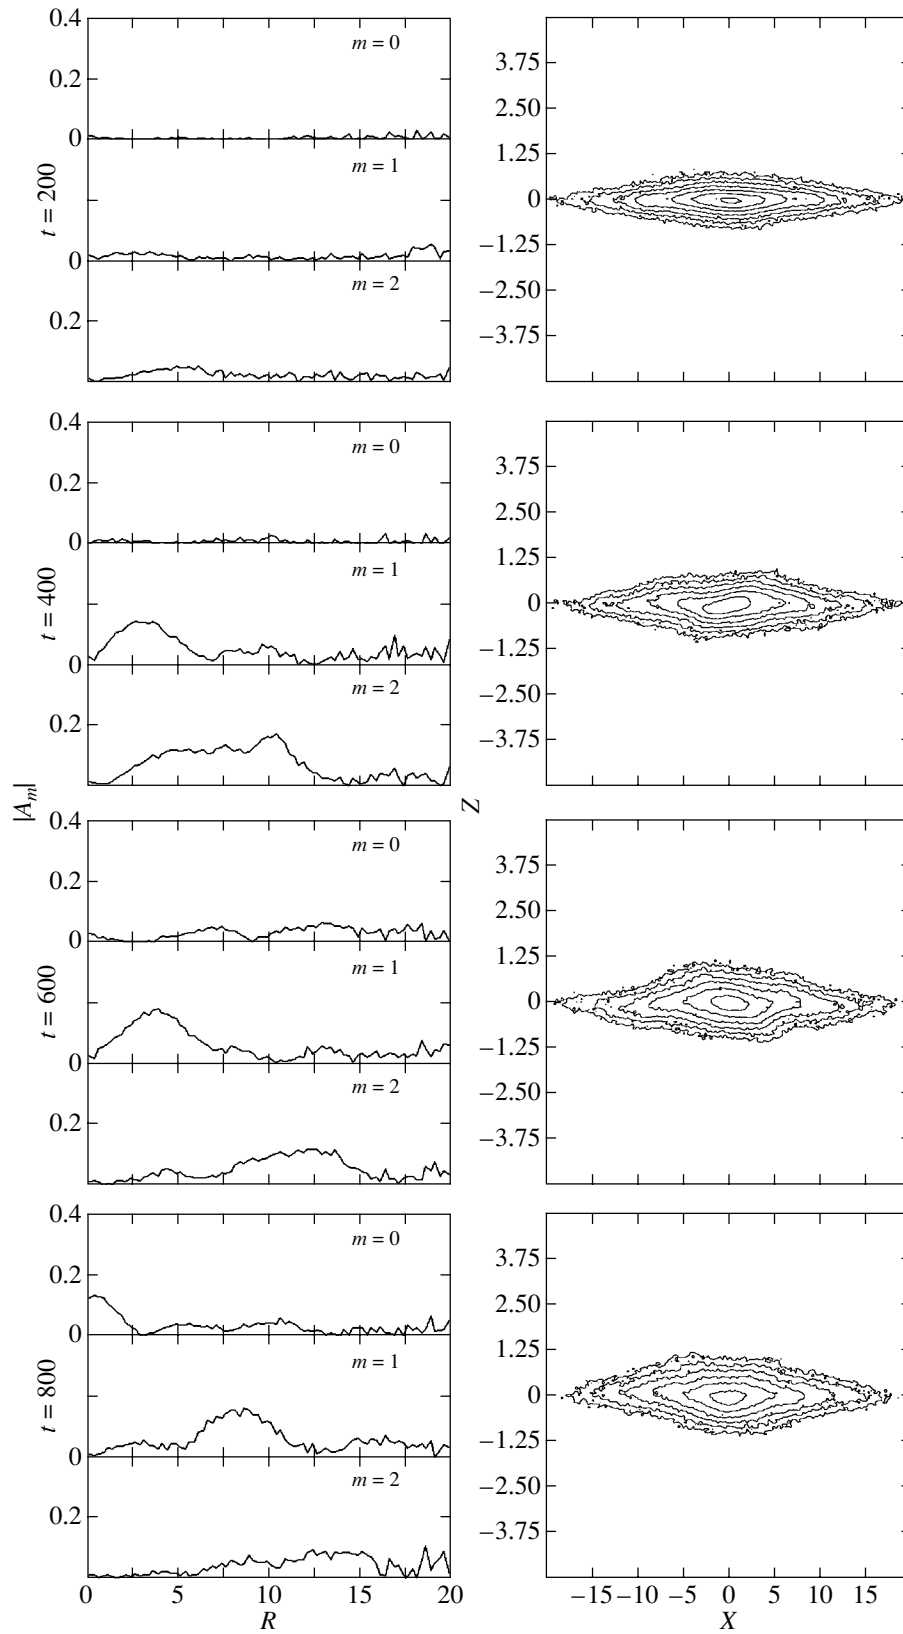 0.4
m = 0
0.2
0
m = 1
t = 200
0
m = 2
0.2
3.75
2.50
1.25
0
−1.25
−2.50
−3.75
0.4
m = 0
0.2
0
m = 1
t = 400
0
m = 2
0.2
3.75
2.50
1.25
0
−1.25
−2.50
−3.75
|A_m|
Z
0.4
m = 0
0.2
0
m = 1
t = 600
0
m = 2
0.2
3.75
2.50
1.25
0
−1.25
−2.50
−3.75
0.4
m = 0
0.2
0
m = 1
t = 800
0
m = 2
0.2
0 5 10 15 20
R
3.75
2.50
1.25
0
−1.25
−2.50
−3.75
−15 −10 −5 0 5 10 15
X